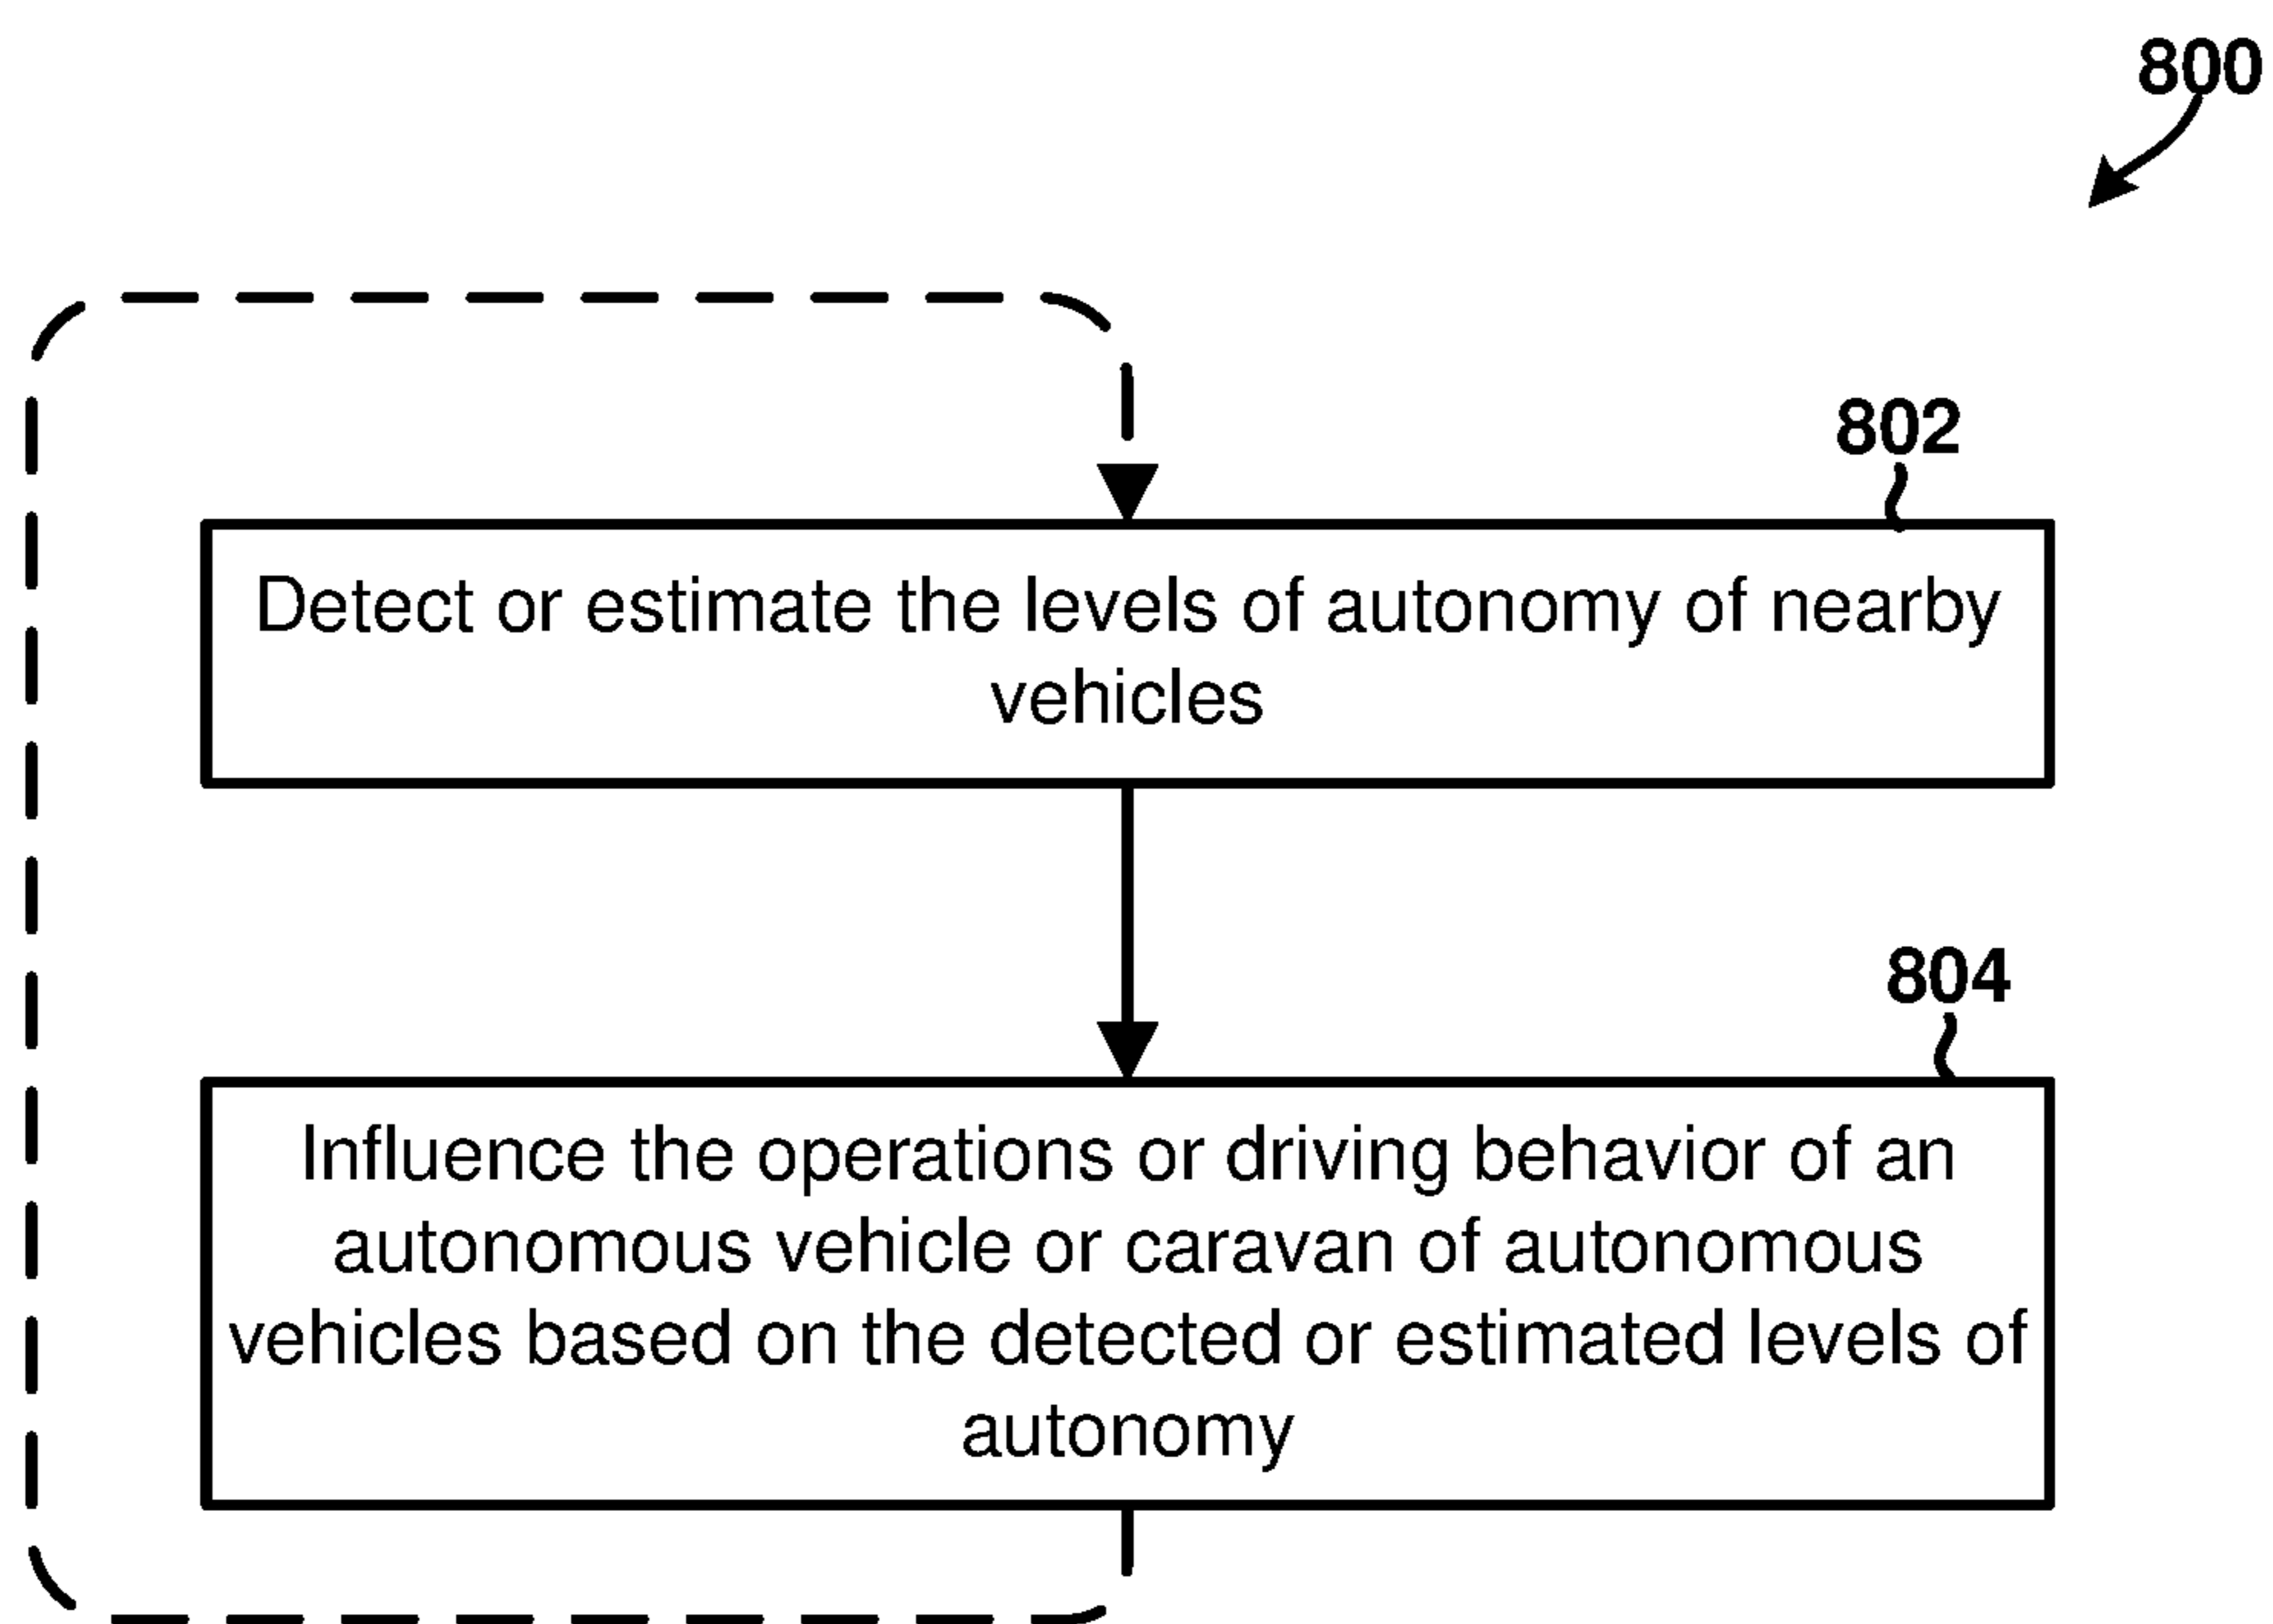 800
802
Detect or estimate the levels of autonomy of nearby
vehicles
804
Influence the operations or driving behavior of an
autonomous vehicle or caravan of autonomous
vehicles based on the detected or estimated levels of
autonomy